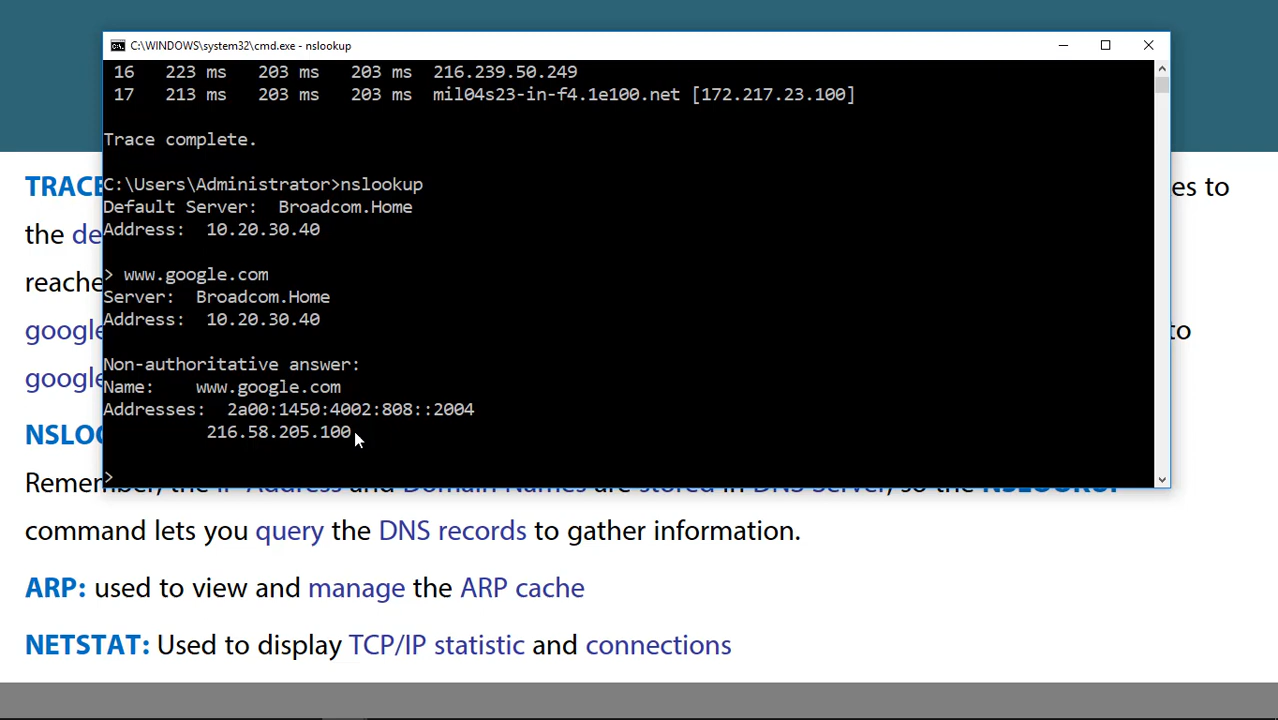 C:\WINDOWS\system32\cmd.exe - nslookup
16 223 ms 203 ms 203 ms 216.239.50.249
17 213 ms 203 ms 203 ms mil04s23-in-f4.1e100.net [172.217.23.100]
Trace complete.
C:\Users\Administrator>nslookup
Default Server: Broadcom.Home
Address: 10.20.30.40
> www.google.com
Server: Broadcom.Home
Address: 10.20.30.40
Non-authoritative answer:
Name: www.google.com
Addresses: 2a00:1450:4002:808::2004
216.58.205.100
>
TRACE es to
the de
reache
google to
google
NSLOO
Remember, the IP Address and Domain Names are stored in DNS Server, so the NSLOOKUP
command lets you query the DNS records to gather information.
ARP: used to view and manage the ARP cache
NETSTAT: Used to display TCP/IP statistic and connections